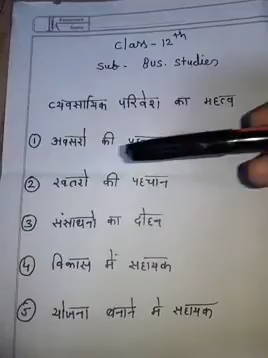 Class - 12th
Sub - Bus. Studies
व्यवसायिक परिवेश का महत्व
① अवसरो की
② खतरो की पहचान
③ संसाधनो का दोहन
④ विकास में सहायक
⑤ योजना बनाने मे सहायक